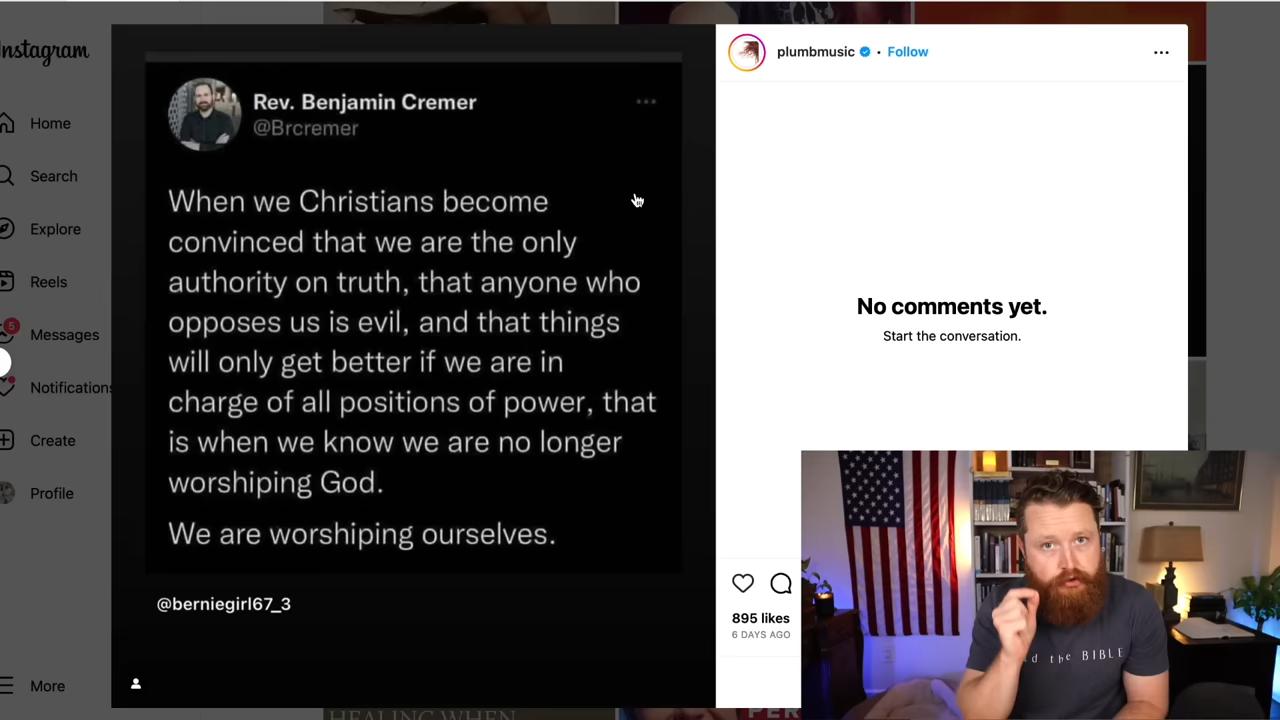 Instagram
Home
Search
Explore
Reels
5
Messages
Notifications
Create
Profile
More
Rev. Benjamin Cremer
@Brcremer
When we Christians become
convinced that we are the only
authority on truth, that anyone who
opposes us is evil, and that things
will only get better if we are in
charge of all positions of power, that
is when we know we are no longer
worshiping God.
We are worshiping ourselves.
@berniegirl67_3
plumbmusic • Follow
No comments yet.
Start the conversation.
895 likes
6 DAYS AGO
the BIBLE
HEALING WHEN